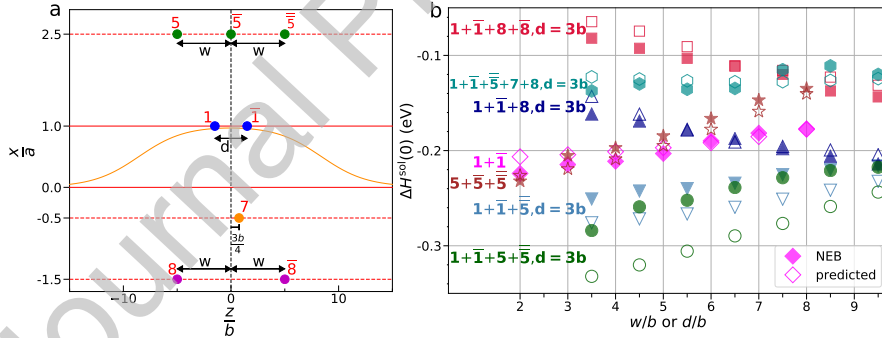 a
5
5̅
5̿
w
w
1
1̅
d
7
3b
4
8
8̅
w
w
2.5
1.0
0.0
-0.5
-1.5
x
a
−10
0
10
z
b
b
1+1̅+8+8̅,d=3b
1+1̅+5̿+7+8,d=3b
1+1̅+8,d=3b
1+1̅
5+5̅+5̿
1+1̅+5̿,d=3b
1+1̅+5+5̿,d=3b
NEB
predicted
-0.1
-0.2
-0.3
ΔH^sol(0) (eV)
2
3
4
5
6
7
8
9
w/b or d/b
Journal P